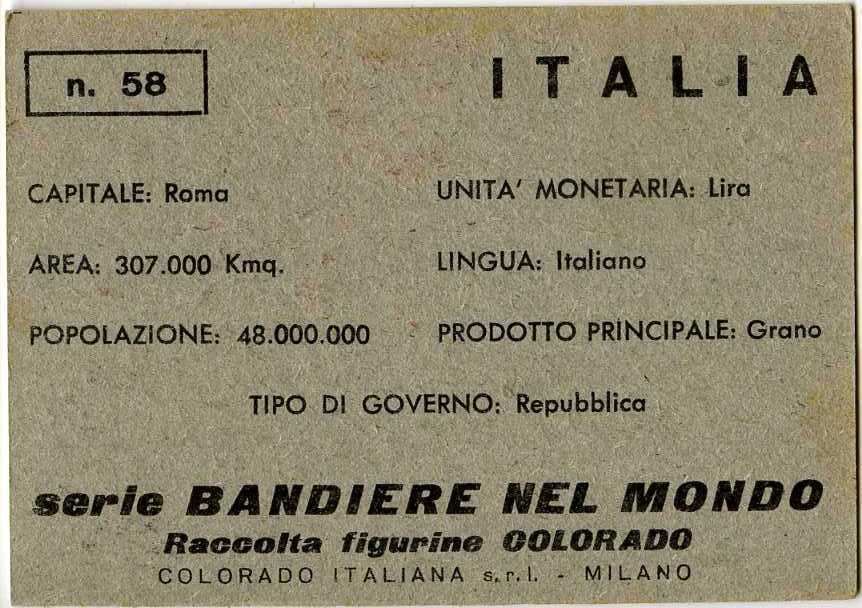 n. 58
ITALIA
CAPITALE: Roma
UNITA' MONETARIA: Lira
AREA: 307.000 Kmq.
LINGUA: Italiano
POPOLAZIONE: 48.000.000
PRODOTTO PRINCIPALE: Grano
TIPO DI GOVERNO: Repubblica
serie BANDIERE NEL MONDO
Raccolta figurine COLORADO
COLORADO ITALIANA s.r.l. - MILANO